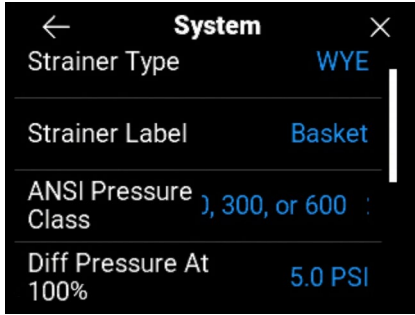 System
Strainer Type WYE
Strainer Label Basket
ANSI Pressure
Class , 300, or 600
Diff Pressure At
100% 5.0 PSI